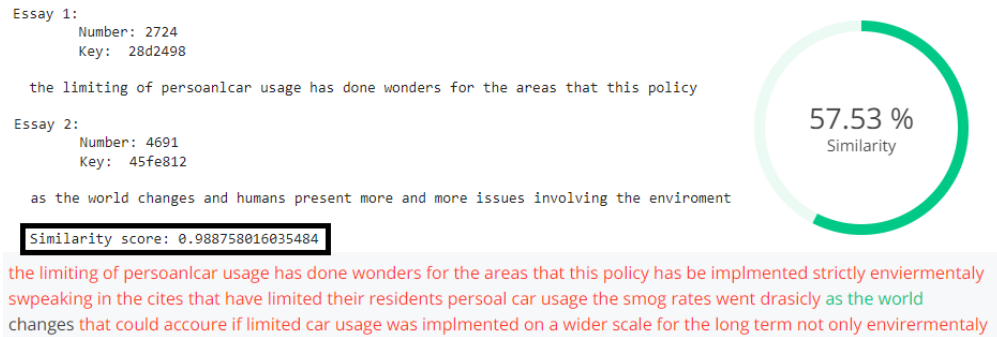 Essay 1:
Number: 2724
Key: 28d2498
the limiting of persoanlcar usage has done wonders for the areas that this policy
Essay 2:
Number: 4691
Key: 45fe812
as the world changes and humans present more and more issues involving the enviroment
Similarity score: 0.988758016035484
57.53 %
Similarity
the limiting of persoanlcar usage has done wonders for the areas that this policy has be implmented strictly enviermentaly
swpeaking in the cites that have limited their residents persoal car usage the smog rates went drasicly as the world
changes that could accoure if limited car usage was implmented on a wider scale for the long term not only envirermentaly